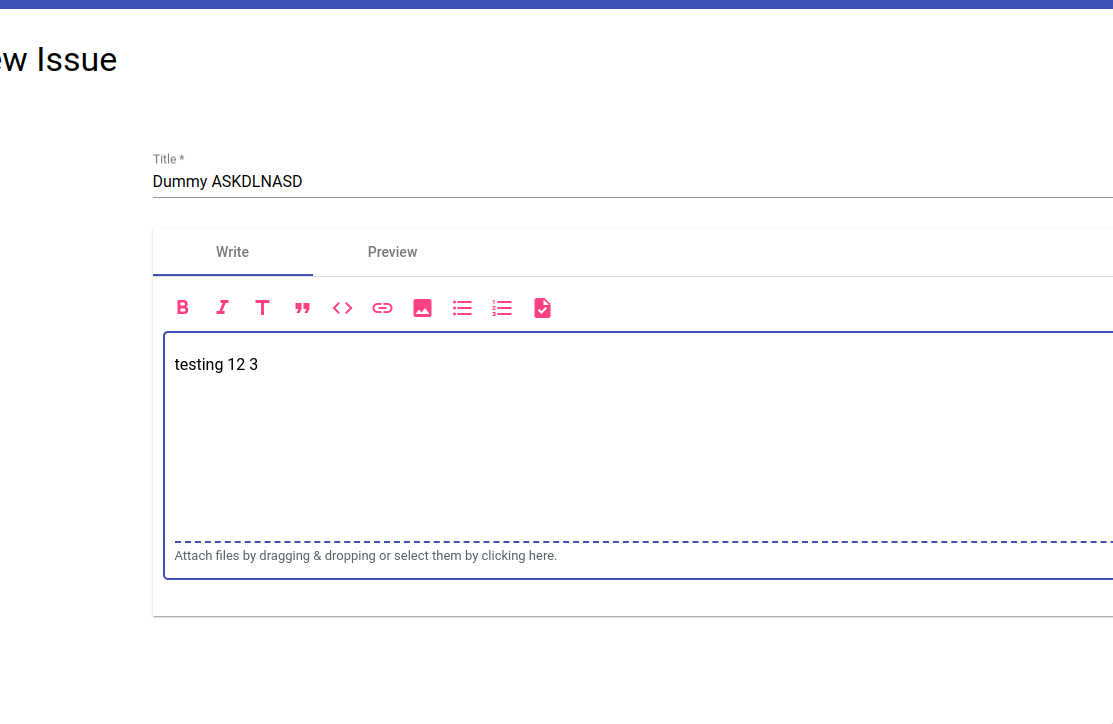 ew Issue
Title *
Dummy ASKDLNASD
Write Preview
testing 12 3
Attach files by dragging & dropping or select them by clicking here.